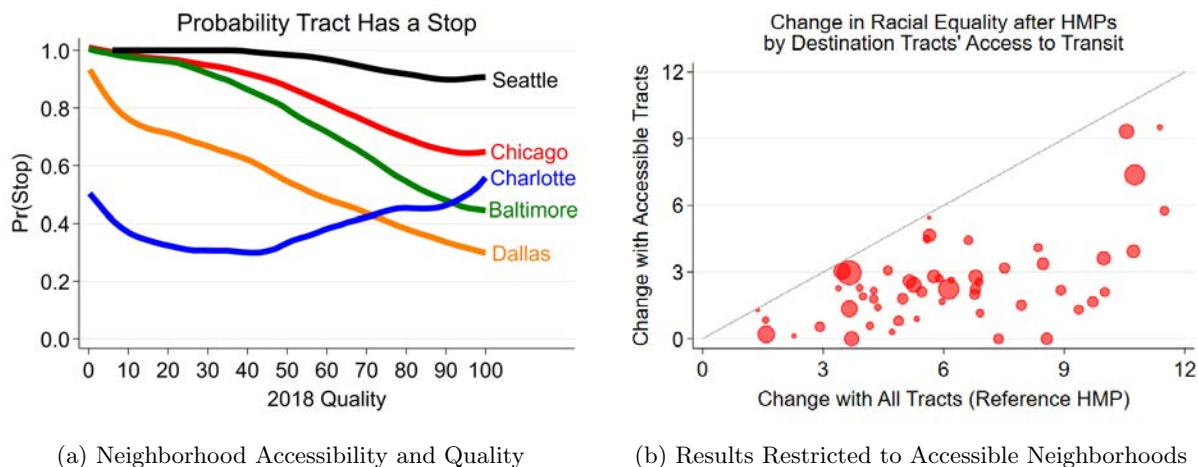 Probability Tract Has a Stop
Pr(Stop)
1.0
0.8
0.6
0.4
0.2
0.0
Seattle
Chicago
Charlotte
Baltimore
Dallas
0 10 20 30 40 50 60 70 80 90 100
2018 Quality
(a) Neighborhood Accessibility and Quality
Change in Racial Equality after HMPs
by Destination Tracts' Access to Transit
Change with Accessible Tracts
12
9
6
3
0
0 3 6 9 12
Change with All Tracts (Reference HMP)
(b) Results Restricted to Accessible Neighborhoods